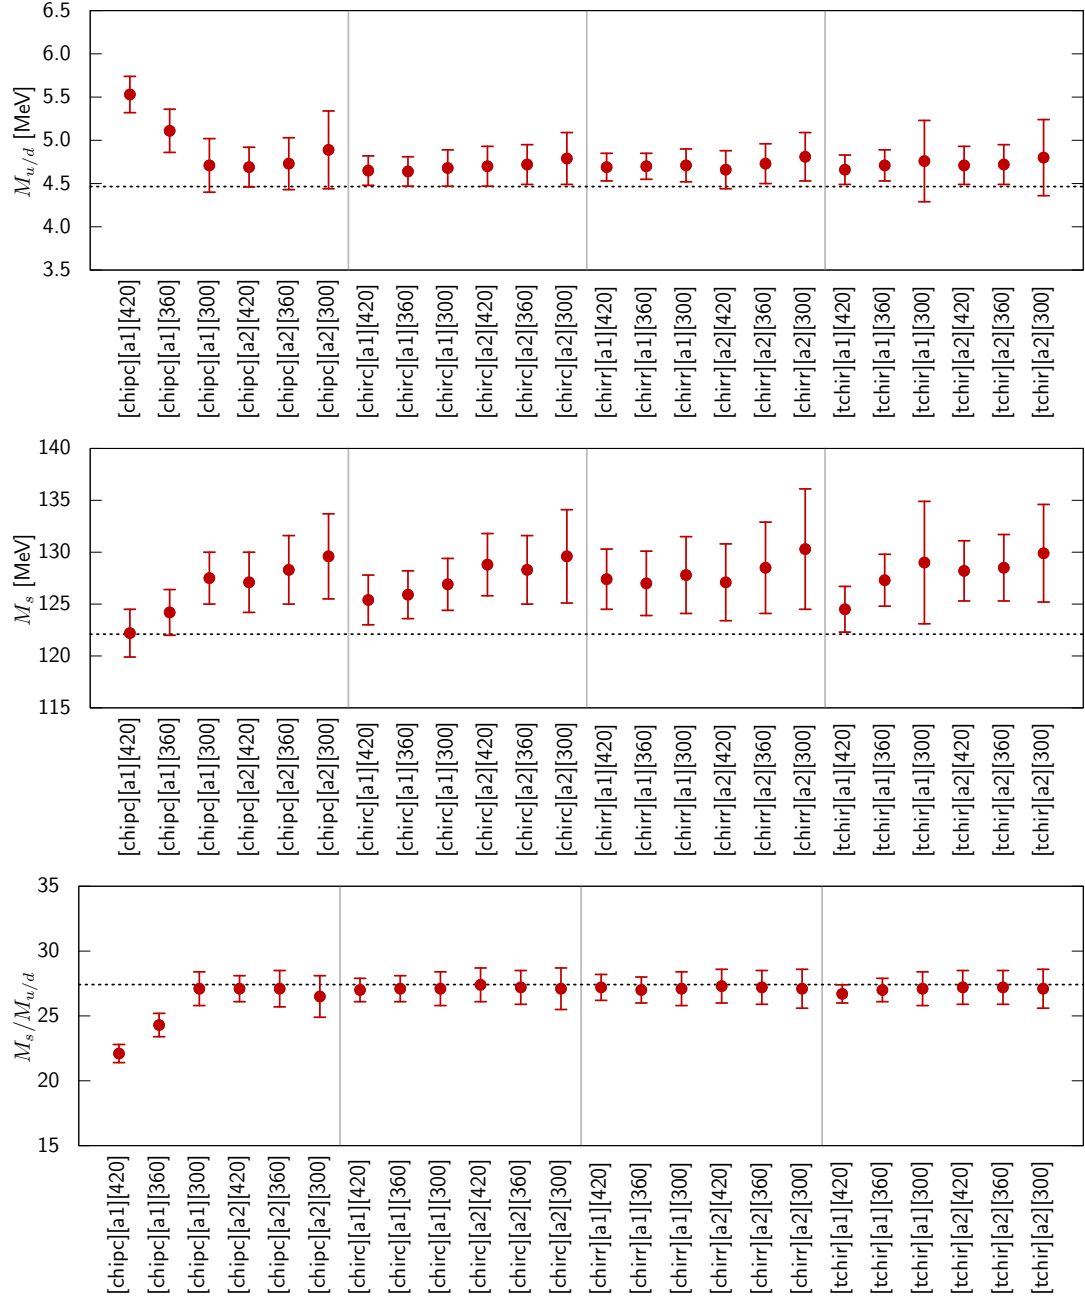 6.5
6.0
5.5
5.0
4.5
4.0
3.5
M_{u/d} [MeV]
[chipc][a1][420]
[chipc][a1][360]
[chipc][a1][300]
[chipc][a2][420]
[chipc][a2][360]
[chipc][a2][300]
[chirc][a1][420]
[chirc][a1][360]
[chirc][a1][300]
[chirc][a2][420]
[chirc][a2][360]
[chirc][a2][300]
[chirr][a1][420]
[chirr][a1][360]
[chirr][a1][300]
[chirr][a2][420]
[chirr][a2][360]
[chirr][a2][300]
[tchir][a1][420]
[tchir][a1][360]
[tchir][a1][300]
[tchir][a2][420]
[tchir][a2][360]
[tchir][a2][300]
140
135
130
125
120
115
M_s [MeV]
[chipc][a1][420]
[chipc][a1][360]
[chipc][a1][300]
[chipc][a2][420]
[chipc][a2][360]
[chipc][a2][300]
[chirc][a1][420]
[chirc][a1][360]
[chirc][a1][300]
[chirc][a2][420]
[chirc][a2][360]
[chirc][a2][300]
[chirr][a1][420]
[chirr][a1][360]
[chirr][a1][300]
[chirr][a2][420]
[chirr][a2][360]
[chirr][a2][300]
[tchir][a1][420]
[tchir][a1][360]
[tchir][a1][300]
[tchir][a2][420]
[tchir][a2][360]
[tchir][a2][300]
35
30
25
20
15
M_s/M_{u/d}
[chipc][a1][420]
[chipc][a1][360]
[chipc][a1][300]
[chipc][a2][420]
[chipc][a2][360]
[chipc][a2][300]
[chirc][a1][420]
[chirc][a1][360]
[chirc][a1][300]
[chirc][a2][420]
[chirc][a2][360]
[chirc][a2][300]
[chirr][a1][420]
[chirr][a1][360]
[chirr][a1][300]
[chirr][a2][420]
[chirr][a2][360]
[chirr][a2][300]
[tchir][a1][420]
[tchir][a1][360]
[tchir][a1][300]
[tchir][a2][420]
[tchir][a2][360]
[tchir][a2][300]